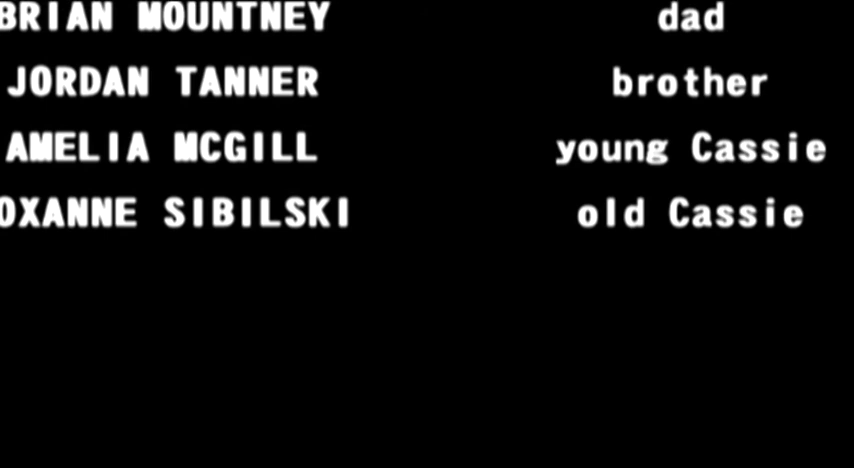 BRIAN MOUNTNEY dad
JORDAN TANNER brother
AMELIA MCGILL young Cassie
OXANNE SIBILSKI old Cassie